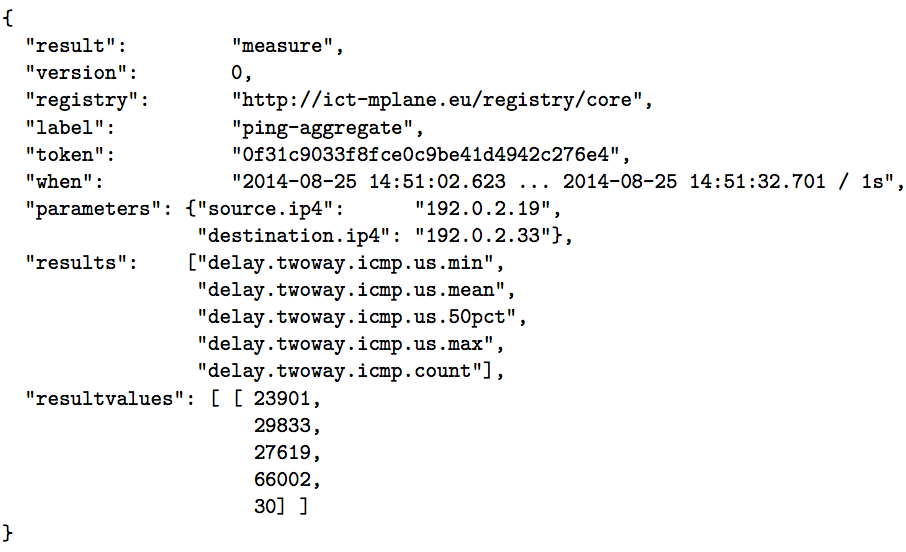 {
  "result":         "measure",
  "version":        0,
  "registry":       "http://ict-mplane.eu/registry/core",
  "label":          "ping-aggregate",
  "token":          "0f31c9033f8fce0c9be41d4942c276e4",
  "when":           "2014-08-25 14:51:02.623 ... 2014-08-25 14:51:32.701 / 1s",
  "parameters": {"source.ip4":      "192.0.2.19",
                 "destination.ip4": "192.0.2.33"},
  "results":    ["delay.twoway.icmp.us.min",
                 "delay.twoway.icmp.us.mean",
                 "delay.twoway.icmp.us.50pct",
                 "delay.twoway.icmp.us.max",
                 "delay.twoway.icmp.count"],
  "resultvalues": [ [ 23901,
                      29833,
                      27619,
                      66002,
                      30] ]
}